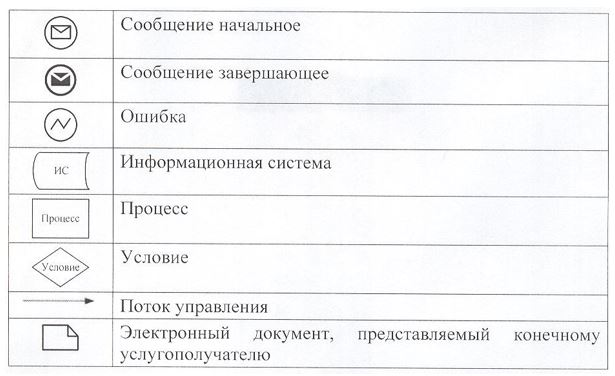 Сообщение начальное
Сообщение завершающее
Ошибка
ИС
Информационная система
Процесс
Процесс
Условие
Условие
Поток управления
Электронный документ, представляемый конечному
услугополучателю